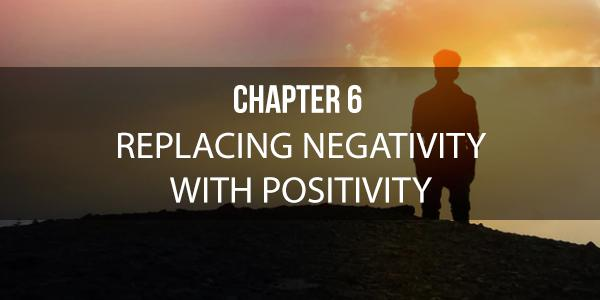 CHAPTER 6
REPLACING NEGATIVITY
WITH POSITIVITY